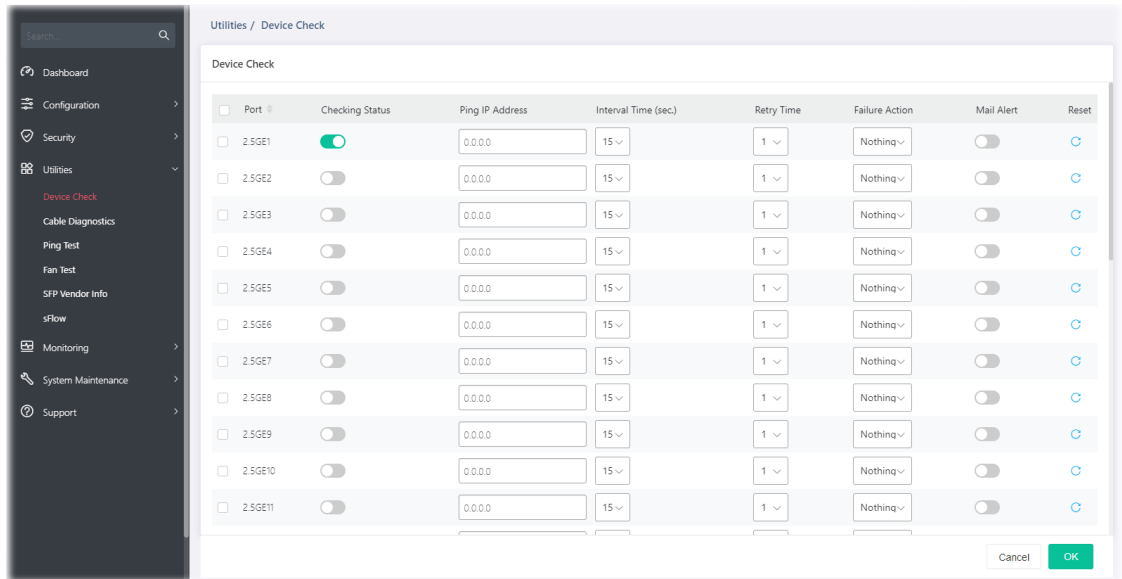 Utilities / Device Check
Search...
Dashboard
Configuration
Security
Utilities
Device Check
Cable Diagnostics
Ping Test
Fan Test
SFP Vendor Info
sFlow
Monitoring
System Maintenance
Support
Device Check
Port Checking Status Ping IP Address Interval Time (sec.) Retry Time Failure Action Mail Alert Reset
2.5GE1 0.0.0.0 15 1 Nothing
2.5GE2 0.0.0.0 15 1 Nothing
2.5GE3 0.0.0.0 15 1 Nothing
2.5GE4 0.0.0.0 15 1 Nothing
2.5GE5 0.0.0.0 15 1 Nothing
2.5GE6 0.0.0.0 15 1 Nothing
2.5GE7 0.0.0.0 15 1 Nothing
2.5GE8 0.0.0.0 15 1 Nothing
2.5GE9 0.0.0.0 15 1 Nothing
2.5GE10 0.0.0.0 15 1 Nothing
2.5GE11 0.0.0.0 15 1 Nothing
Cancel OK